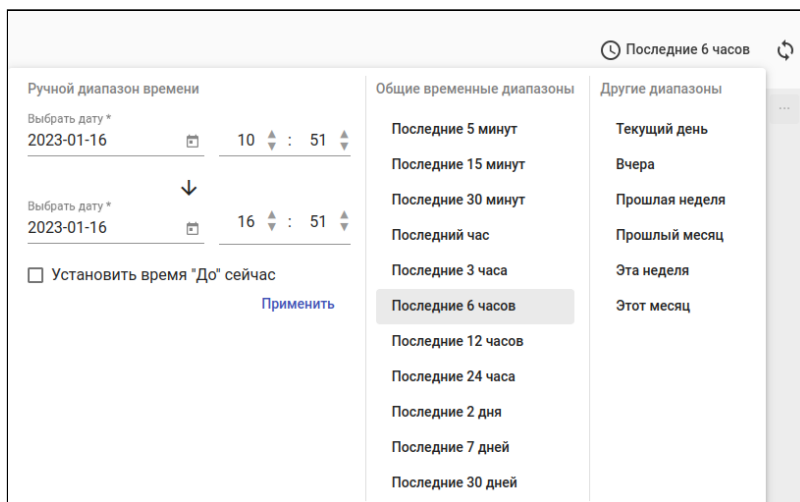 Последние 6 часов
Ручной диапазон времени
Выбрать дату *
2023-01-16
10 : 51
Выбрать дату *
2023-01-16
16 : 51
Установить время "До" сейчас
Применить
Общие временные диапазоны
Последние 5 минут
Последние 15 минут
Последние 30 минут
Последний час
Последние 3 часа
Последние 6 часов
Последние 12 часов
Последние 24 часа
Последние 2 дня
Последние 7 дней
Последние 30 дней
Другие диапазоны
Текущий день
Вчера
Прошлая неделя
Прошлый месяц
Эта неделя
Этот месяц
...